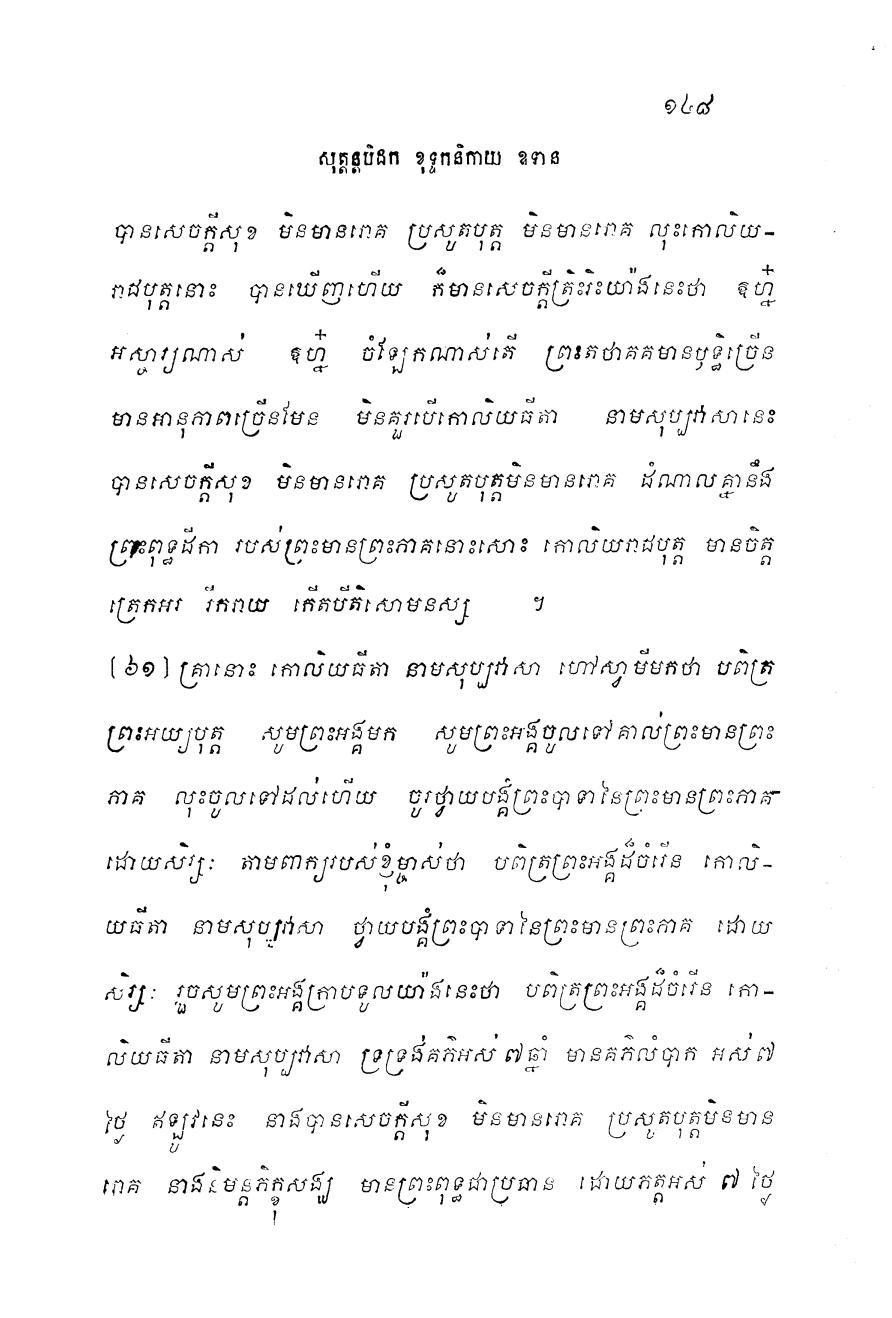 ១៤៨
សុត្តន្តបិដក ខុទ្ទកនិកាយ ឧទាន
បានសេចក្តីសុខ មិនមានរោគ ប្រសូតបុត្ត មិនមានរោគ លុះកោលិយ-
រាជបុត្តនោះ បានឃើញហើយ ក៏មានសេចក្តីត្រិះរិះយ៉ាងនេះថា ឱហ្ន៎
អស្ចារ្យណាស់ ឱហ្ន៎ ចំឡែកណាស់តើ ព្រះតថាគតមានឫទ្ធិច្រើន
មានអានុភាពច្រើនមែន មិនគួរបើកោលិយធីតា នាមសុប្បវាសានេះ
បានសេចក្តីសុខ មិនមានរោគ ប្រសូតបុត្តមិនមានរោគ ដំណាលគ្នានឹង
ព្រះពុទ្ធដីកា របស់ព្រះមានព្រះភាគនោះសោះ កោលិយរាជបុត្ត មានចិត្ត
ត្រេកអរ រីករាយ កើតបីតិសោមនស្ស ។
[៦១] គ្រានោះ កោលិយធីតា នាមសុប្បវាសា ហៅស្វាមីមកថា បពិត្រ
ព្រះអយ្យបុត្ត សូមព្រះអង្គមក សូមព្រះអង្គចូលទៅគាល់ព្រះមានព្រះ
ភាគ លុះចូលទៅដល់ហើយ ចូរថ្វាយបង្គំព្រះបាទានៃព្រះមានព្រះភាគ
ដោយសិរ្សៈ តាមពាក្យរបស់ខ្ញុំម្ចាស់ថា បពិត្រព្រះអង្គដ៏ចំរើន កោលិ-
យធីតា នាមសុប្បវាសា ថ្វាយបង្គំព្រះបាទានៃព្រះមានព្រះភាគ ដោយ
សិរ្សៈ រួចសូមព្រះអង្គក្រាបទូលយ៉ាងនេះថា បពិត្រព្រះអង្គដ៏ចំរើន កោ-
លិយធីតា នាមសុប្បវាសា ទ្រទ្រង់គភ៌អស់ ៧ ឆ្នាំ មានគភ៌លំបាក អស់ ៧
ថ្ងៃ ឥឡូវនេះ នាងបានសេចក្តីសុខ មិនមានរោគ ប្រសូតបុត្តមិនមាន
រោគ នាងនិមន្តភិក្ខុសង្ឃ មានព្រះពុទ្ធជាប្រធាន ដោយភត្តអស់ ៧ ថ្ងៃ